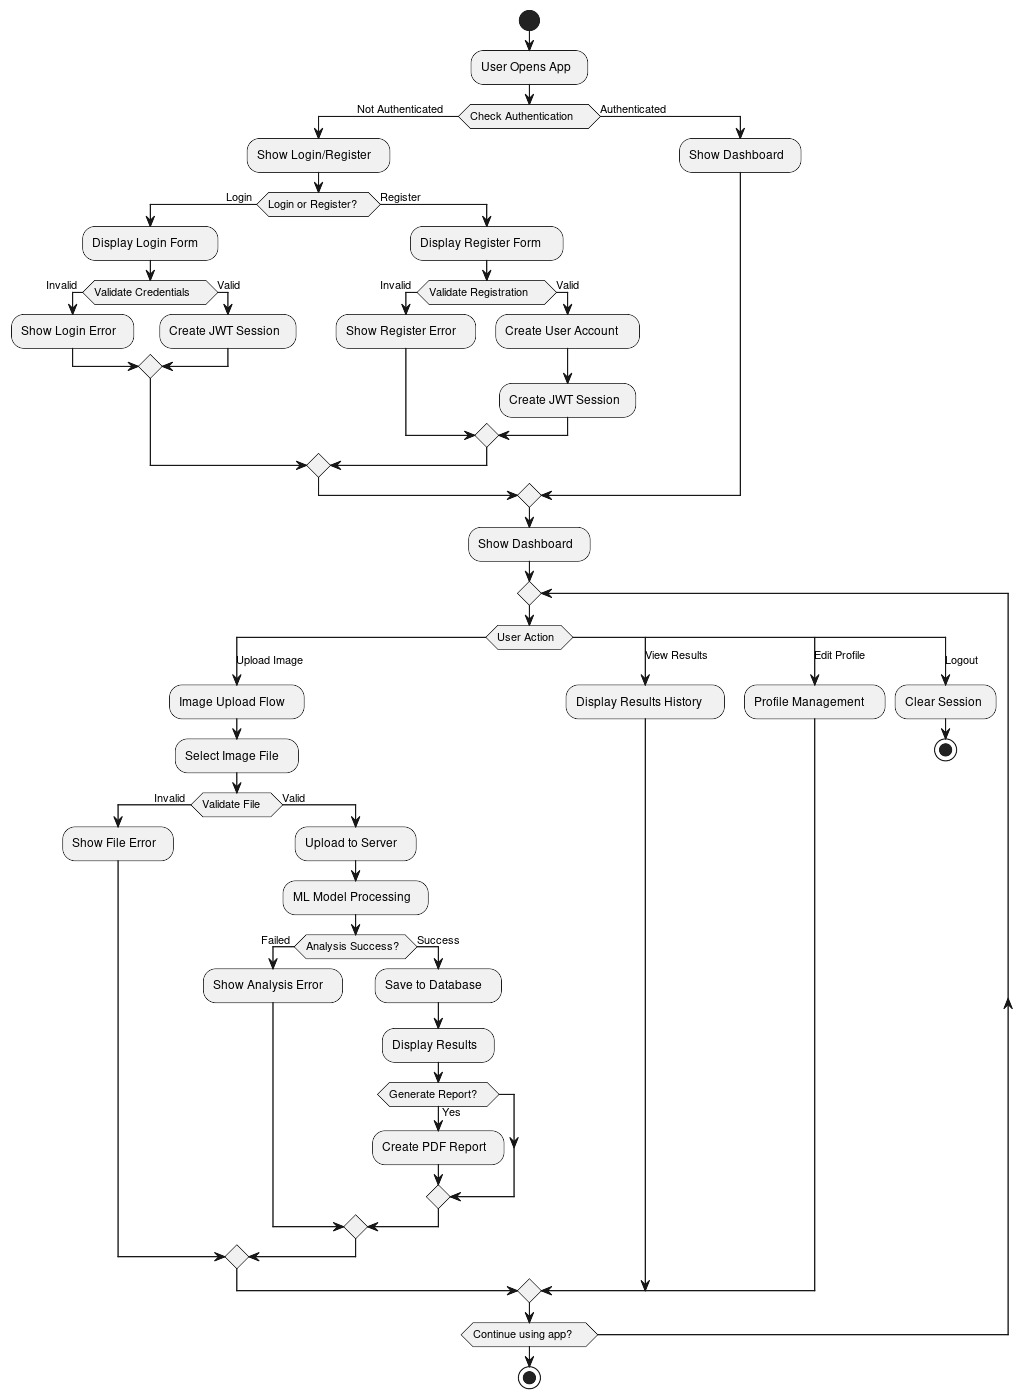 User Opens App
Check Authentication
Not Authenticated
Authenticated
Show Login/Register
Show Dashboard
Login or Register?
Login
Register
Display Login Form
Display Register Form
Validate Credentials
Invalid
Valid
Validate Registration
Invalid
Valid
Show Login Error
Create JWT Session
Show Register Error
Create User Account
Create JWT Session
Show Dashboard
User Action
Upload Image
View Results
Edit Profile
Logout
Image Upload Flow
Display Results History
Profile Management
Clear Session
Select Image File
Validate File
Invalid
Valid
Show File Error
Upload to Server
ML Model Processing
Analysis Success?
Failed
Success
Show Analysis Error
Save to Database
Display Results
Generate Report?
Yes
Create PDF Report
Continue using app?